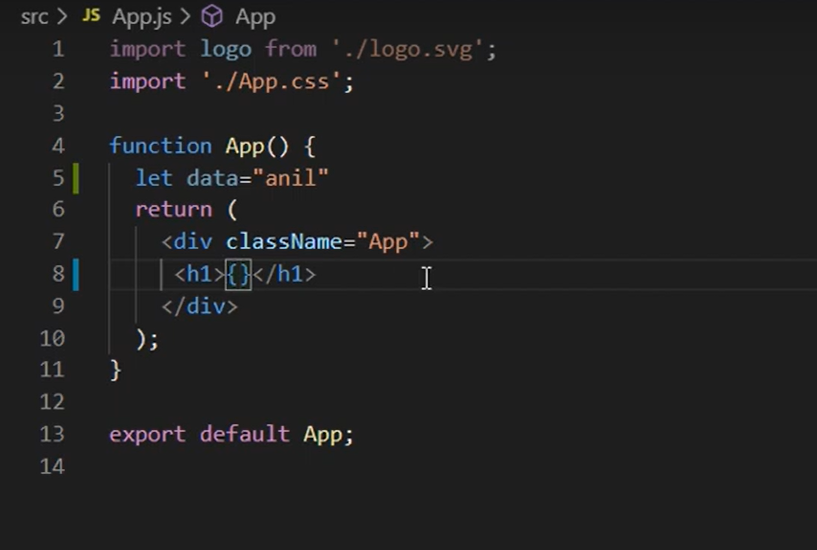 src > JS App.js > App
1 import logo from './logo.svg';
2 import './App.css';
3
4 function App() {
5 let data="anil"
6 return (
7 <div className="App">
8 <h1>{}</h1>
9 </div>
10 );
11 }
12
13 export default App;
14